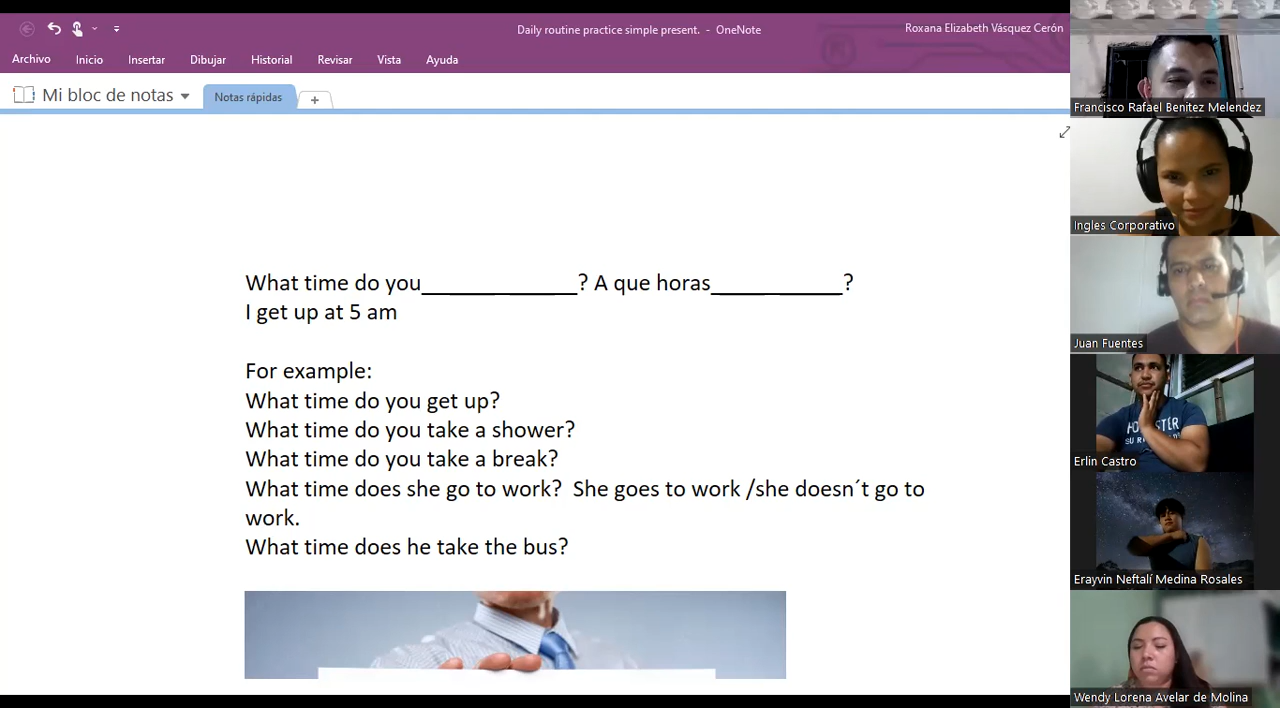 Daily routine practice simple present. - OneNote
Roxana Elizabeth Vásquez Cerón
Archivo Inicio Insertar Dibujar Historial Revisar Vista Ayuda
Mi bloc de notas Notas rápidas +
What time do you_____________? A que horas___________?
I get up at 5 am
For example:
What time do you get up?
What time do you take a shower?
What time do you take a break?
What time does she go to work? She goes to work /she doesn´t go to
work.
What time does he take the bus?
Francisco Rafael Benitez Melendez
Ingles Corporativo
Juan Fuentes
Erlin Castro
Erayvin Neftalí Medina Rosales
Wendy Lorena Avelar de Molina